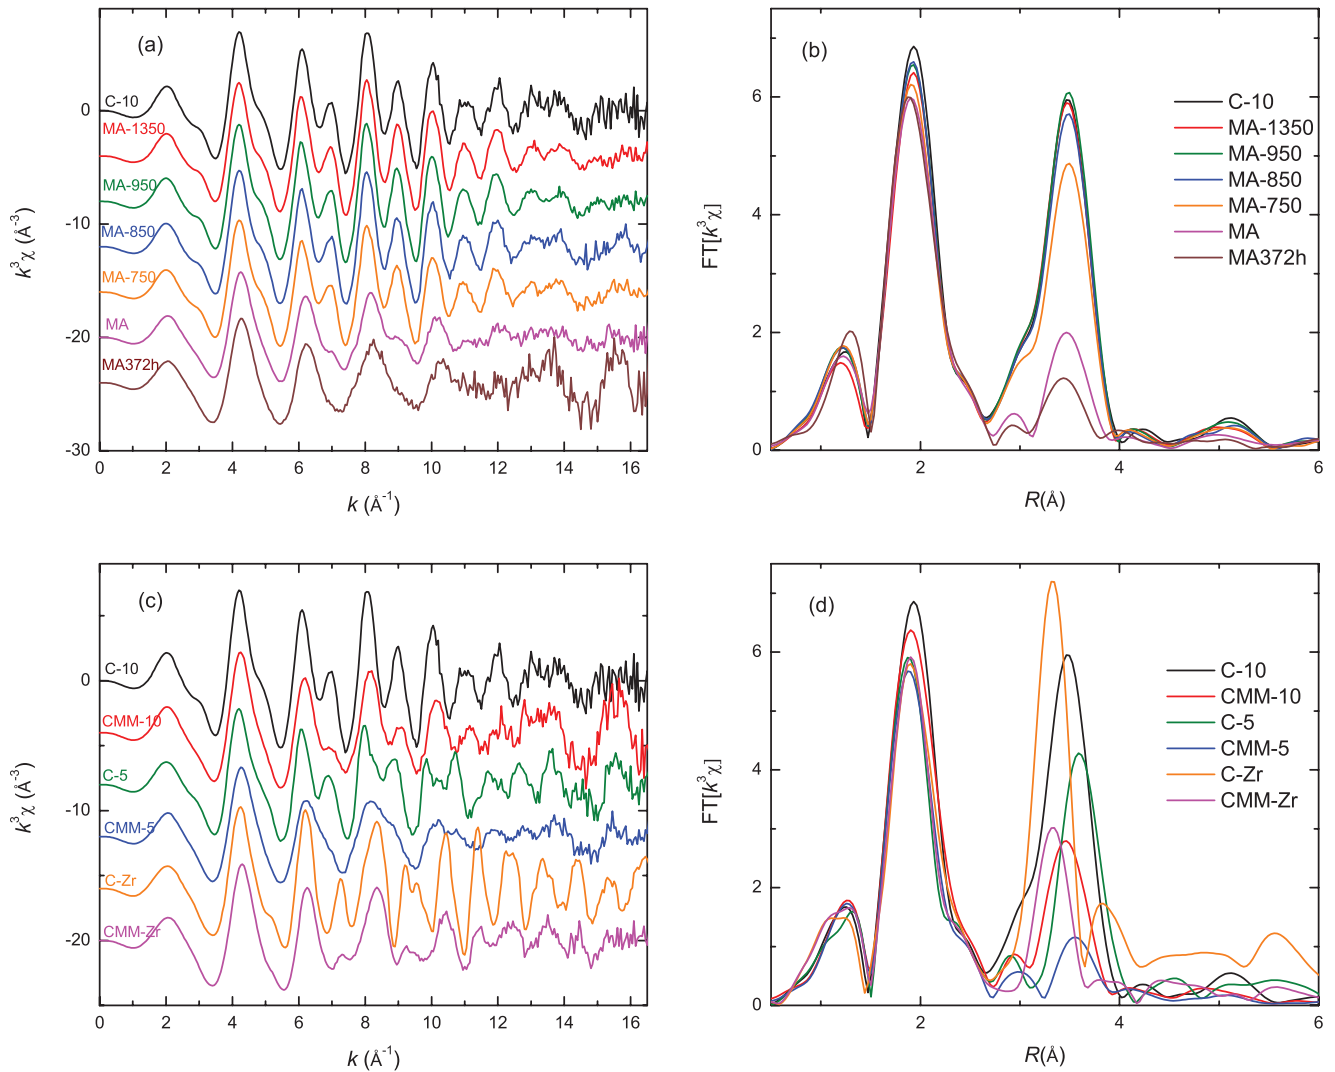 (a)
C-10
MA-1350
MA-950
MA-850
MA-750
MA
MA372h
0
-10
-20
-30
k³χ (Å⁻³)
0 2 4 6 8 10 12 14 16
k (Å⁻¹)
(b)
C-10
MA-1350
MA-950
MA-850
MA-750
MA
MA372h
6
4
2
0
FT[k³χ]
2 4 6
R(Å)
(c)
C-10
CMM-10
C-5
CMM-5
C-Zr
CMM-Zr
0
-10
-20
k³χ (Å⁻³)
0 2 4 6 8 10 12 14 16
k (Å⁻¹)
(d)
C-10
CMM-10
C-5
CMM-5
C-Zr
CMM-Zr
6
4
2
0
FT[k³χ]
2 4 6
R(Å)